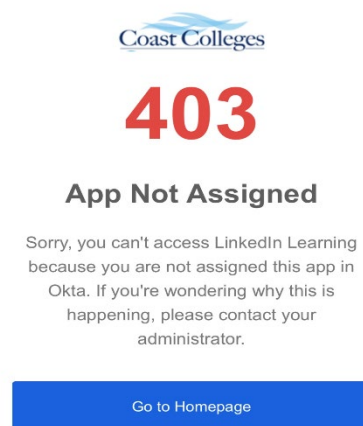 Coast Colleges
403
App Not Assigned
Sorry, you can't access LinkedIn Learning
because you are not assigned this app in
Okta. If you're wondering why this is
happening, please contact your
administrator.
Go to Homepage